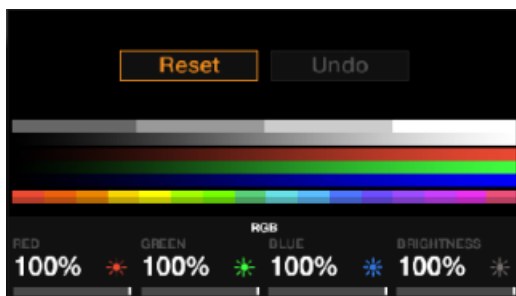 Reset Undo
RGB
RED GREEN BLUE BRIGHTNESS
100% 100% 100% 100%